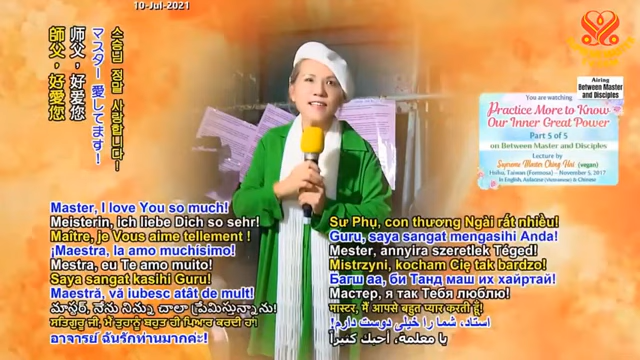 10-Jul-2021
스승님 정말 사랑합니다!
マスター 愛してます!
师父，好爱您
師父，好愛您
Airing
Between Master
and Disciples
You are watching
Practice More to Know
Our Inner Great Power
Part 5 of 5
on Between Master and Disciples
Lecture by
Supreme Master Ching Hai (vegan)
Hsihu, Taiwan (Formosa) – November 5, 2017
In English, Aulacese (Vietnamese) & Chinese
Master, I love You so much!
Meisterin, ich liebe Dich so sehr!
Maître, je Vous aime tellement !
¡Maestra, la amo muchísimo!
Mestra, eu Te amo muito!
Saya sangat kasihi Guru!
Maestră, vă iubesc atât de mult!
మాస్టర్, నేను నిన్ను చాలా ప్రేమిస్తున్నాను!
ਸਤਿਗੁਰੂ ਜੀ, ਮੈਂ ਤੁਹਾਨੂੰ ਬਹੁਤ ਹੀ ਪਿਆਰ ਕਰਦੀ ਹਾਂ!
อาจารย์ ฉันรักท่านมากค่ะ!
Sư Phụ, con thương Ngài rất nhiều!
Guru, saya sangat mengasihi Anda!
Mester, annyira szeretlek Téged!
Mistrzyni, kocham Cię tak bardzo!
Багш аа, би Танд маш их хайртай!
Мастер, я так Тебя люблю!
मास्टर, मैं आपसे बहुत प्यार करती हूँ!
استاد، شما را خیلی دوست دارم!
يا معلمة، أحبك كثيراً!